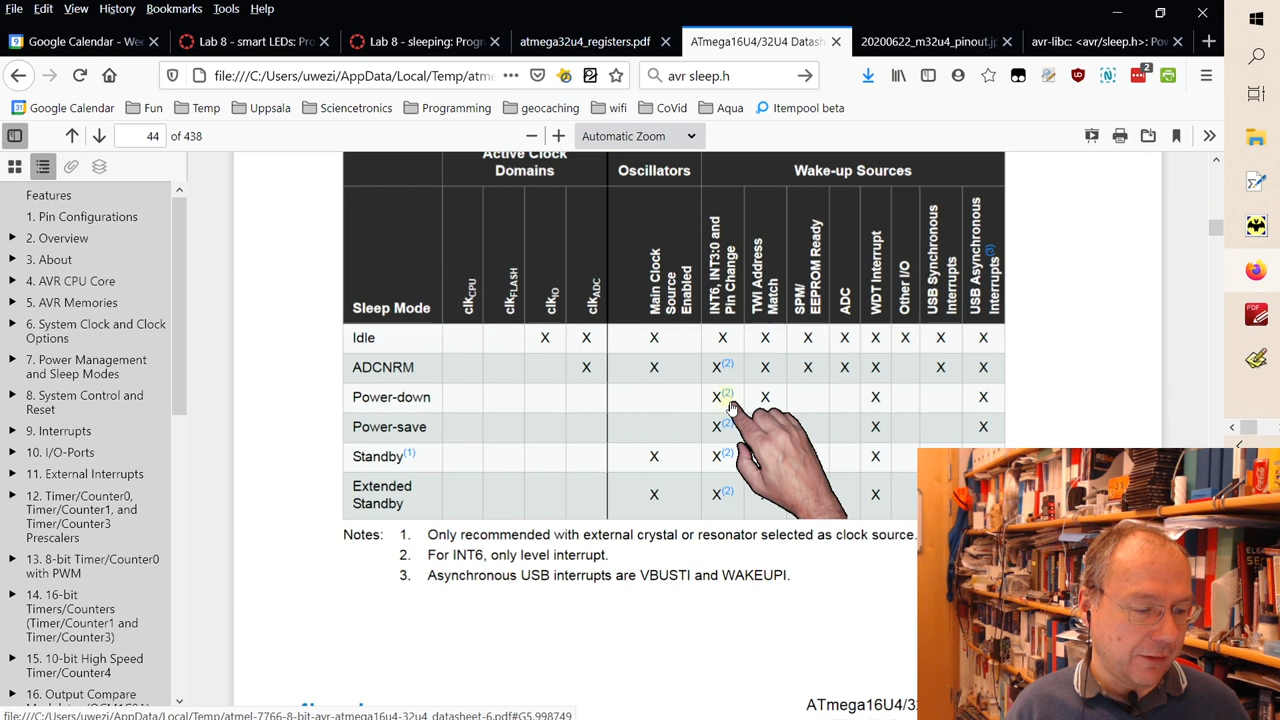 File Edit View History Bookmarks Tools Help
Google Calendar - Wee
Lab 8 - smart LEDs: Pro
Lab 8 - sleeping: Progr
atmega32u4_registers.pdf
ATmega16U4/32U4 Datash
20220622_m32u4_pinout.jp
avr-libc: <avr/sleep.h>: Po
file:///C:/Users/uwezi/AppData/Local/Temp/atme
avr sleep.h
2
Google Calendar Fun Temp Uppsala Sciencetronics Programming geocaching wifi CoVid Aqua Itempool beta
44 of 438
Automatic Zoom
Features
1. Pin Configurations
2. Overview
3. About
4. AVR CPU Core
5. AVR Memories
6. System Clock and Clock
Options
7. Power Management
and Sleep Modes
8. System Control and
Reset
9. Interrupts
10. I/O-Ports
11. External Interrupts
12. Timer/Counter0,
Timer/Counter1, and
Timer/Counter3
Prescalers
13. 8-bit Timer/Counter0
with PWM
14. 16-bit
Timers/Counters
(Timer/Counter1 and
Timer/Counter3)
15. 10-bit High Speed
Timer/Counter4
16. Output Compare
Active Clock
Domains
Oscillators
Wake-up Sources
Sleep Mode
clkCPU
clkFLASH
clkIO
clkADC
Main Clock
Source
Enabled
INT6, INT3:0 and
Pin Change
TWI Address
Match
SPM/
EEPROM Ready
ADC
WDT Interrupt
Other I/O
USB Synchronous
Interrupts
USB Asynchronous
Interrupts(3)
Idle X X X X X X X X X X X
ADCNRM X X X(2) X X X X X X
Power-down X(2) X X X
Power-save X(2) X X
Standby(1) X X(2) X
Extended
Standby X X(2) X
Notes: 1. Only recommended with external crystal or resonator selected as clock source.
2. For INT6, only level interrupt.
3. Asynchronous USB interrupts are VBUSTI and WAKEUPI.
ATmega16U4/32
file:///C:/Users/uwezi/AppData/Local/Temp/atmel-7766-8-bit-avr-atmega16u4-32u4_datasheet-6.pdf#G5.998749